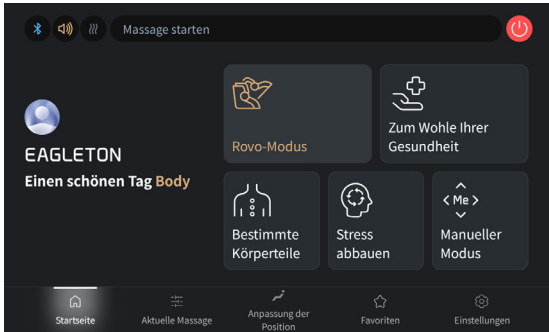 Massage starten
EAGLETON
Einen schönen Tag Body
Rovo-Modus
Zum Wohle Ihrer
Gesundheit
Bestimmte
Körperteile
Stress
abbauen
< Me >
Manueller
Modus
Startseite
Aktuelle Massage
Anpassung der
Position
Favoriten
Einstellungen